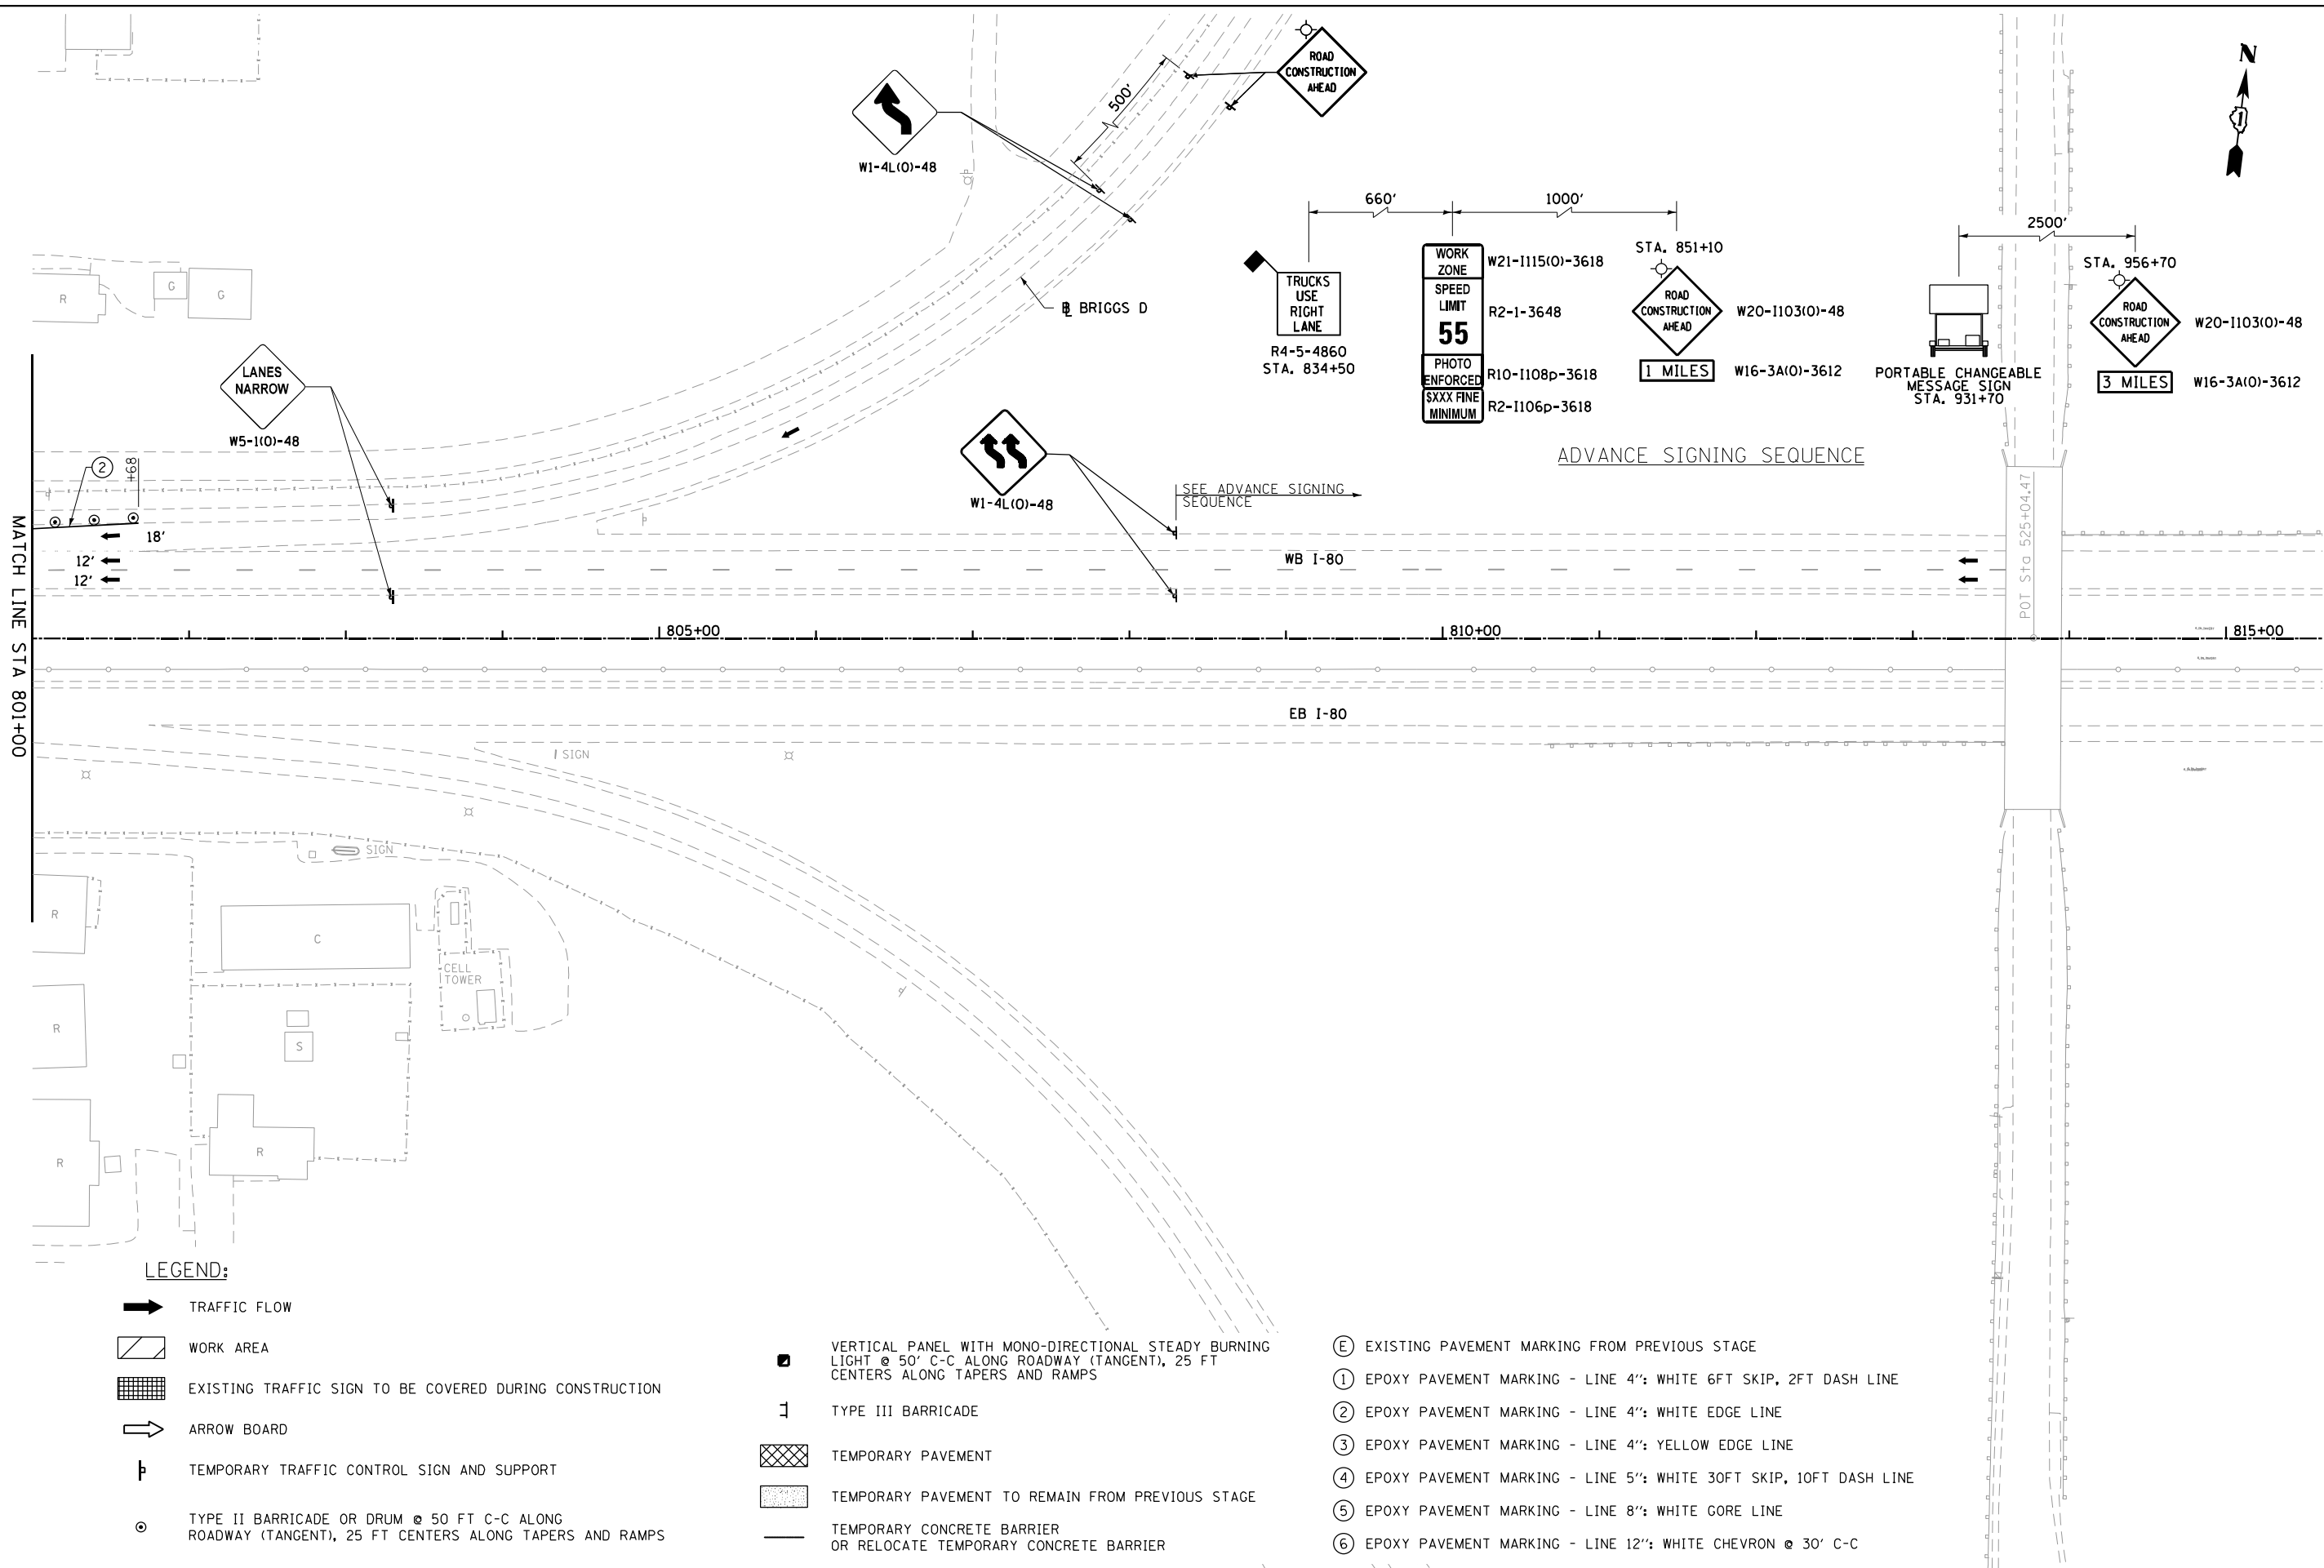 N
1
ROAD
CONSTRUCTION
AHEAD
500'
W1-4L(O)-48
℄ BRIGGS D
660'
1000'
2500'
TRUCKS
USE
RIGHT
LANE
R4-5-4860
STA. 834+50
WORK
ZONE
W21-I115(O)-3618
SPEED
LIMIT
55
R2-1-3648
PHOTO
ENFORCED
R10-I108p-3618
$XXX FINE
MINIMUM
R2-I106p-3618
STA. 851+10
ROAD
CONSTRUCTION
AHEAD
W20-I103(O)-48
1 MILES
W16-3A(O)-3612
PORTABLE CHANGEABLE
MESSAGE SIGN
STA. 931+70
STA. 956+70
ROAD
CONSTRUCTION
AHEAD
W20-I103(O)-48
3 MILES
W16-3A(O)-3612
ADVANCE SIGNING SEQUENCE
R
G
G
LANES
NARROW
W5-1(O)-48
W1-4L(O)-48
SEE ADVANCE SIGNING
SEQUENCE
2
+68
18'
12'
12'
WB I-80
MATCH LINE STA 801+00
POT Sta 525+04.47
805+00
810+00
815+00
EB I-80
SIGN
SIGN
R
C
CELL
TOWER
R
S
R
R
LEGEND:
TRAFFIC FLOW
WORK AREA
EXISTING TRAFFIC SIGN TO BE COVERED DURING CONSTRUCTION
ARROW BOARD
TEMPORARY TRAFFIC CONTROL SIGN AND SUPPORT
TYPE II BARRICADE OR DRUM @ 50 FT C-C ALONG
ROADWAY (TANGENT), 25 FT CENTERS ALONG TAPERS AND RAMPS
VERTICAL PANEL WITH MONO-DIRECTIONAL STEADY BURNING
LIGHT @ 50' C-C ALONG ROADWAY (TANGENT), 25 FT
CENTERS ALONG TAPERS AND RAMPS
TYPE III BARRICADE
TEMPORARY PAVEMENT
TEMPORARY PAVEMENT TO REMAIN FROM PREVIOUS STAGE
TEMPORARY CONCRETE BARRIER
OR RELOCATE TEMPORARY CONCRETE BARRIER
E EXISTING PAVEMENT MARKING FROM PREVIOUS STAGE
1 EPOXY PAVEMENT MARKING - LINE 4": WHITE 6FT SKIP, 2FT DASH LINE
2 EPOXY PAVEMENT MARKING - LINE 4": WHITE EDGE LINE
3 EPOXY PAVEMENT MARKING - LINE 4": YELLOW EDGE LINE
4 EPOXY PAVEMENT MARKING - LINE 5": WHITE 30FT SKIP, 10FT DASH LINE
5 EPOXY PAVEMENT MARKING - LINE 8": WHITE GORE LINE
6 EPOXY PAVEMENT MARKING - LINE 12": WHITE CHEVRON @ 30' C-C